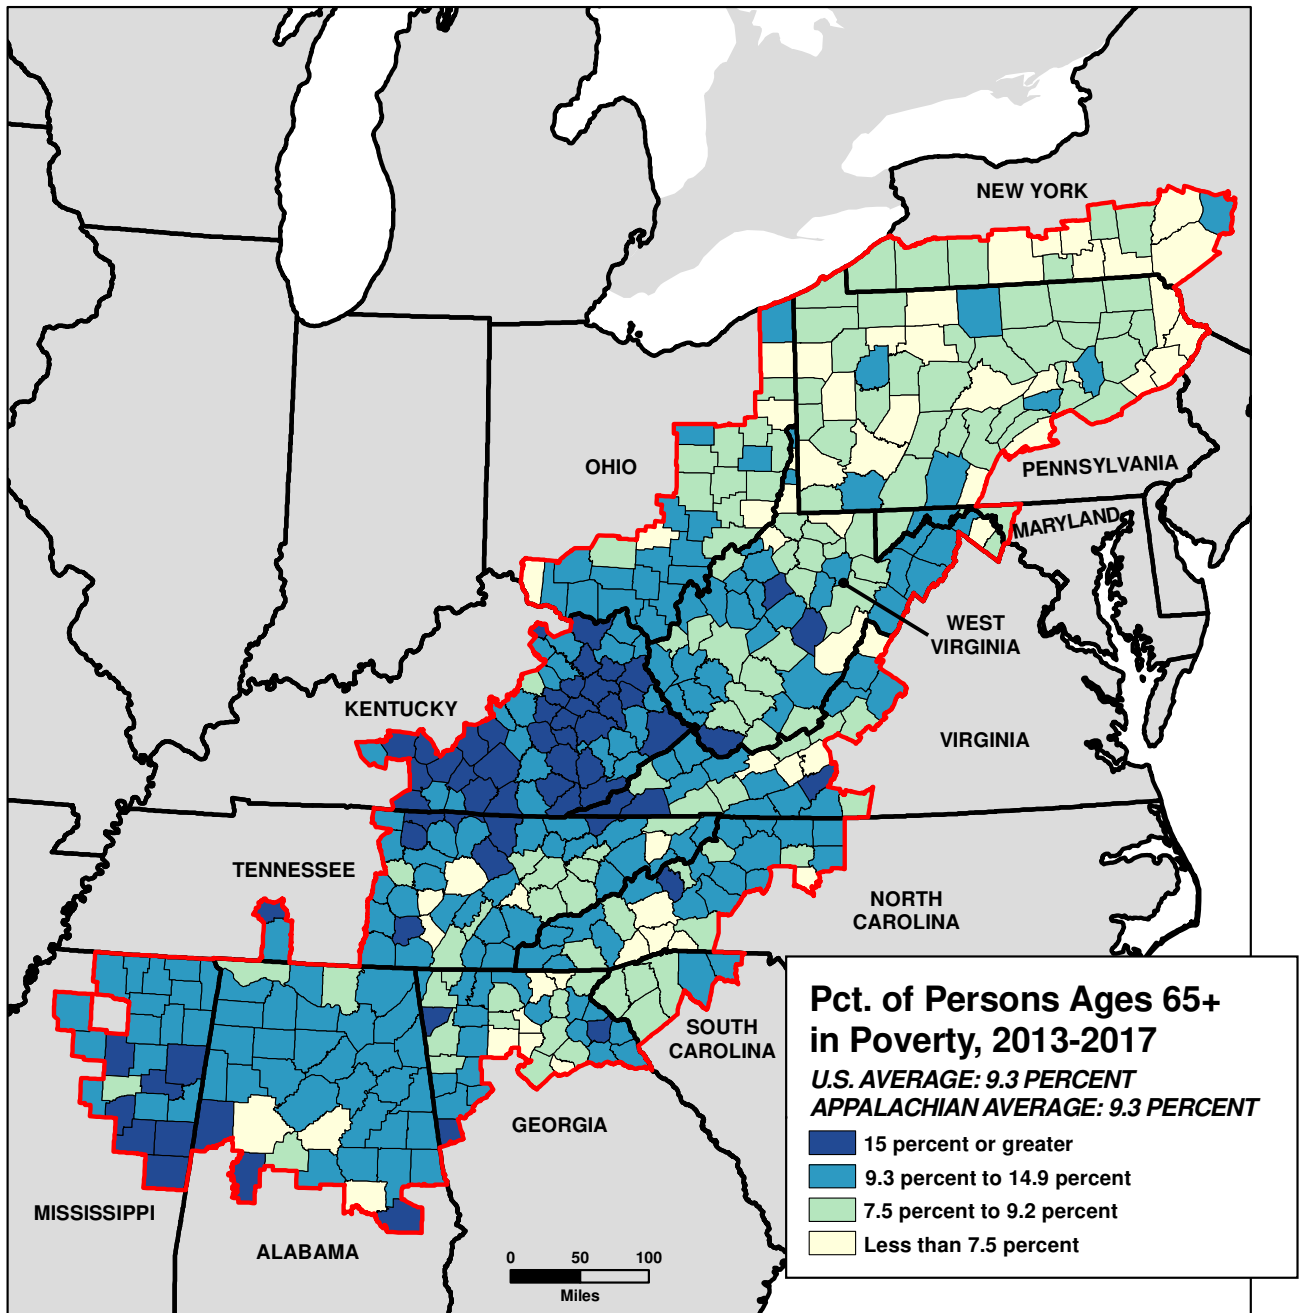 NEW YORK
OHIO
PENNSYLVANIA
MARYLAND
WEST
VIRGINIA
KENTUCKY
VIRGINIA
TENNESSEE
NORTH
CAROLINA
SOUTH
CAROLINA
GEORGIA
MISSISSIPPI
ALABAMA
0 50 100
Miles
Pct. of Persons Ages 65+
in Poverty, 2013-2017
U.S. AVERAGE: 9.3 PERCENT
APPALACHIAN AVERAGE: 9.3 PERCENT
15 percent or greater
9.3 percent to 14.9 percent
7.5 percent to 9.2 percent
Less than 7.5 percent